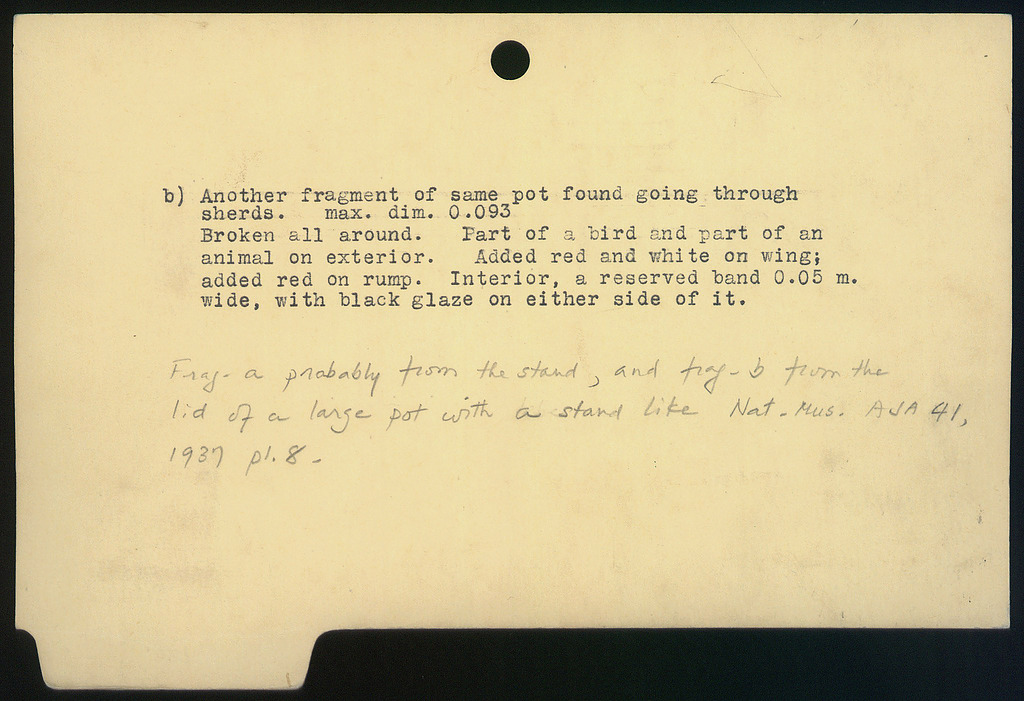 b) Another fragment of same pot found going through
sherds. max. dim. 0.093
Broken all around. Part of a bird and part of an
animal on exterior. Added red and white on wing;
added red on rump. Interior, a reserved band 0.05 m.
wide, with black glaze on either side of it.
Frag. a probably from the stand, and frag. b from the
lid of a large pot with a stand like Nat. Mus. AJA 41,
1937 pl. 8.